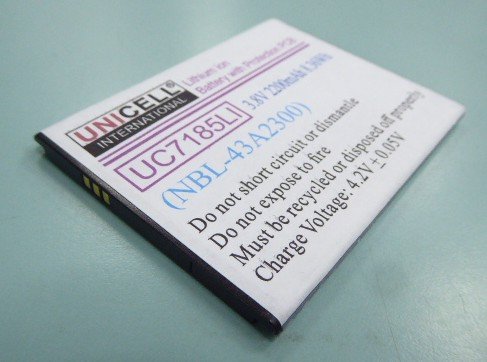 UNICELL®
INTERNATIONAL
Lithium ion
Battery with Protection PCB
UC7185LI
3.8V 2200mAh 8.36Wh
(NBL-43A2300)
Do not short circuit or dismantle
Do not expose to fire
Must be recycled or disposed off properly
Charge Voltage: 4.2V ± 0.05V